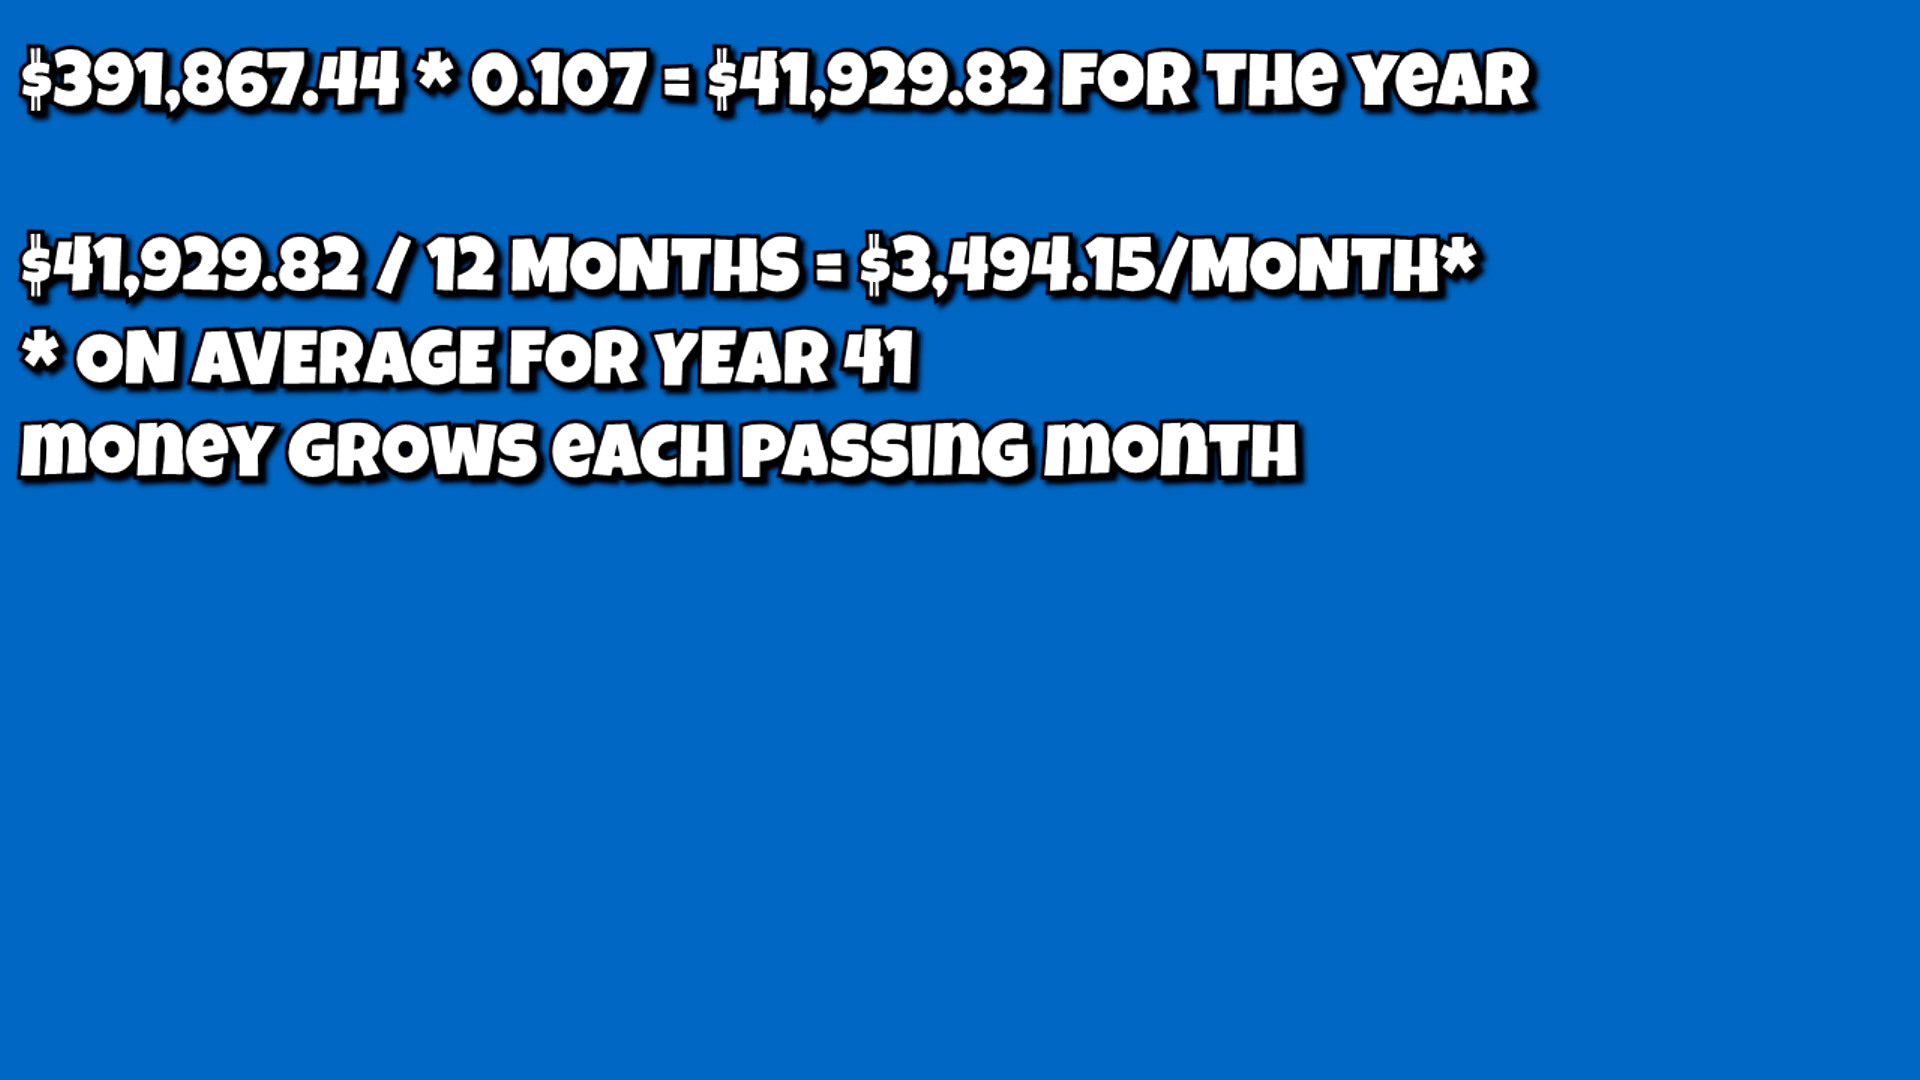 $391,867.44 * 0.107 = $41,929.82 FOR THE YEAR
$41,929.82 / 12 MONTHS = $3,494.15/MONTH*
* ON AVERAGE FOR YEAR 41
MONEY GROWS EACH PASSING MONTH